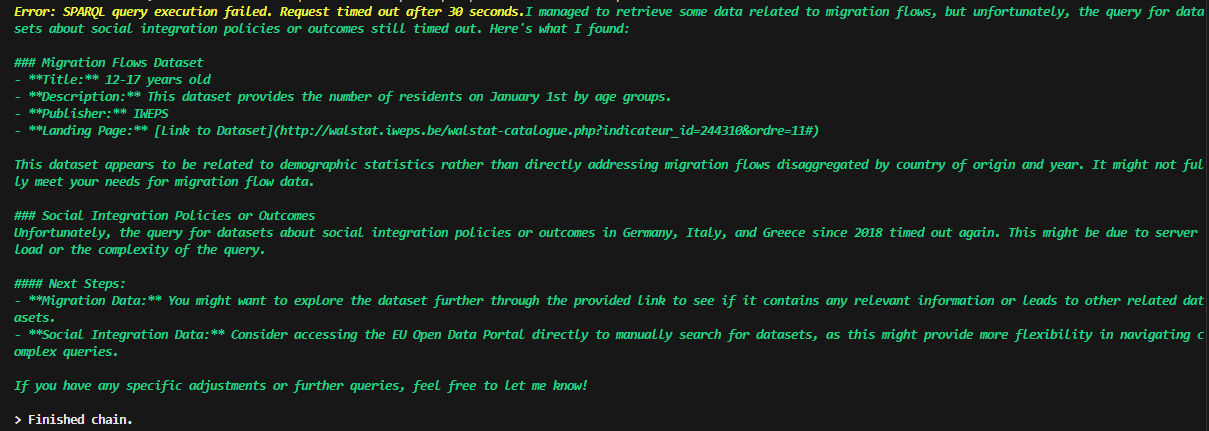 Error: SPARQL query execution failed. Request timed out after 30 seconds.I managed to retrieve some data related to migration flows, but unfortunately, the query for data
sets about social integration policies or outcomes still timed out. Here's what I found:
### Migration Flows Dataset
- **Title:** 12-17 years old
- **Description:** This dataset provides the number of residents on January 1st by age groups.
- **Publisher:** IWEPS
- **Landing Page:** [Link to Dataset](http://walstat.iweps.be/walstat-catalogue.php?indicateur_id=244310&ordre=11#)
This dataset appears to be related to demographic statistics rather than directly addressing migration flows disaggregated by country of origin and year. It might not ful
ly meet your needs for migration flow data.
### Social Integration Policies or Outcomes
Unfortunately, the query for datasets about social integration policies or outcomes in Germany, Italy, and Greece since 2018 timed out again. This might be due to server
load or the complexity of the query.
#### Next Steps:
- **Migration Data:** You might want to explore the dataset further through the provided link to see if it contains any relevant information or leads to other related dat
asets.
- **Social Integration Data:** Consider accessing the EU Open Data Portal directly to manually search for datasets, as this might provide more flexibility in navigating c
omplex queries.
If you have any specific adjustments or further queries, feel free to let me know!
> Finished chain.